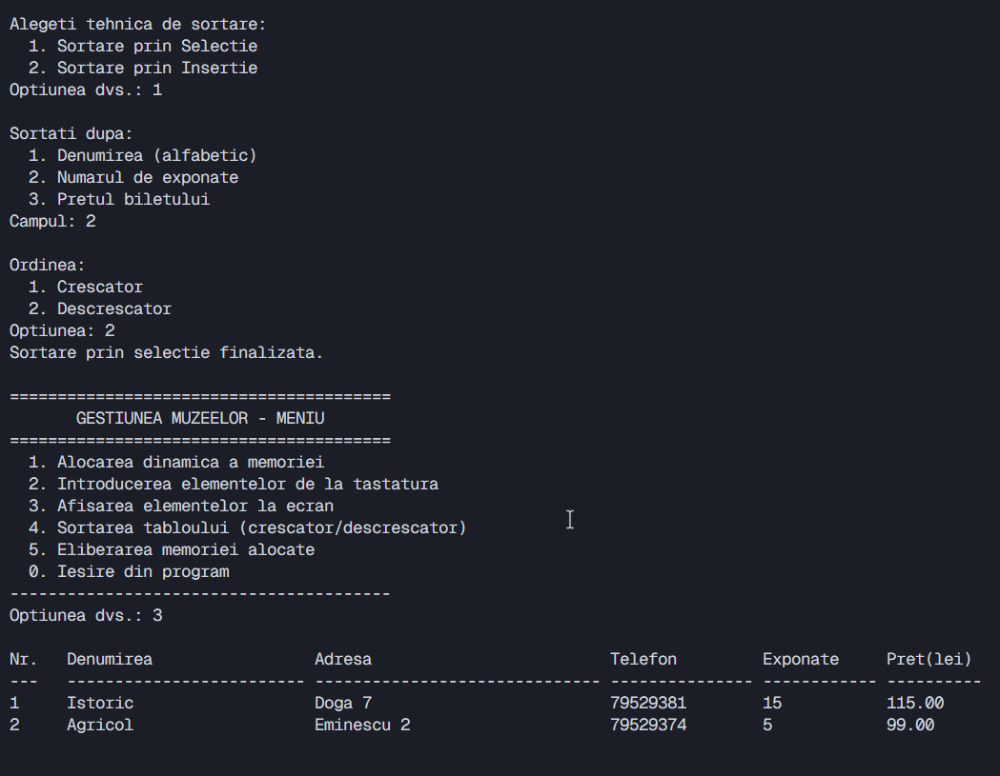 Alegeti tehnica de sortare:
  1. Sortare prin Selectie
  2. Sortare prin Insertie
Optiunea dvs.: 1

Sortati dupa:
  1. Denumirea (alfabetic)
  2. Numarul de exponate
  3. Pretul biletului
Campul: 2

Ordinea:
  1. Crescator
  2. Descrescator
Optiunea: 2
Sortare prin selectie finalizata.

========================================
       GESTIUNEA MUZEELOR - MENIU
========================================
  1. Alocarea dinamica a memoriei
  2. Introducerea elementelor de la tastatura
  3. Afisarea elementelor la ecran
  4. Sortarea tabloului (crescator/descrescator)
  5. Eliberarea memoriei alocate
  0. Iesire din program
----------------------------------------
Optiunea dvs.: 3

Nr.   Denumirea                 Adresa                         Telefon         Exponate     Pret(lei)
---   ------------------------- ------------------------------ --------------- ------------ ----------
1     Istoric                   Doga 7                         79529381        15           115.00
2     Agricol                   Eminescu 2                     79529374        5            99.00